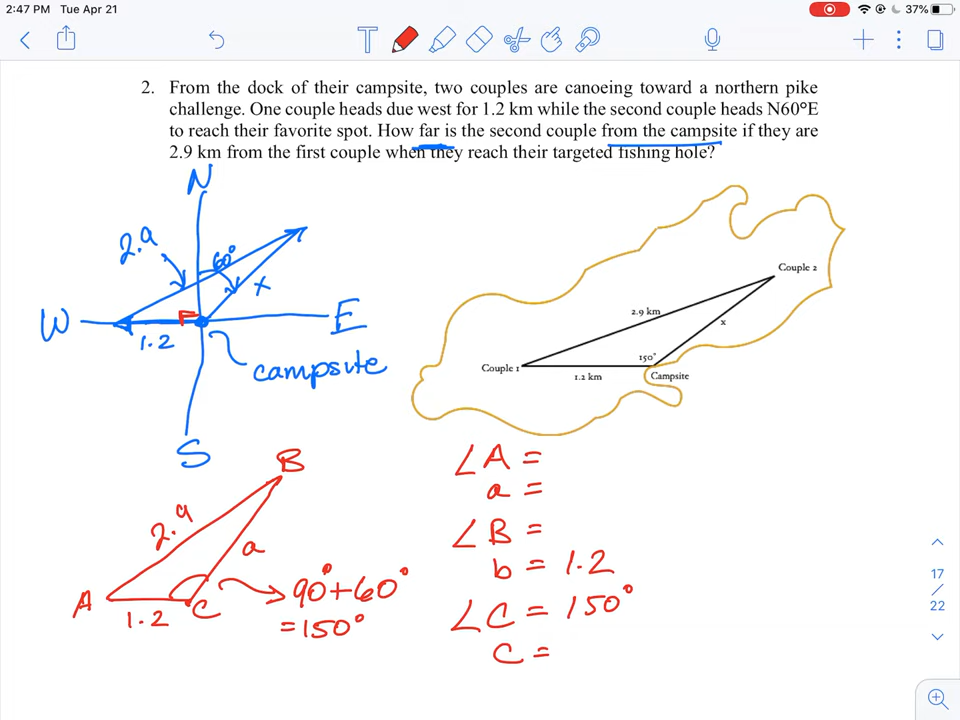 2:47 PM Tue Apr 21
37%
T
2. From the dock of their campsite, two couples are canoeing toward a northern pike
challenge. One couple heads due west for 1.2 km while the second couple heads N60°E
to reach their favorite spot. How far is the second couple from the campsite if they are
2.9 km from the first couple when they reach their targeted fishing hole?
N
2.9
60°
x
W
E
1.2
campsite
S
Couple 2
2.9 km
x
150°
Couple 1
1.2 km
Campsite
B
2.9
a
A
1.2
C
90° + 60°
= 150°
∠A =
a =
∠B =
b = 1.2
∠C = 150°
c =
17
/
22